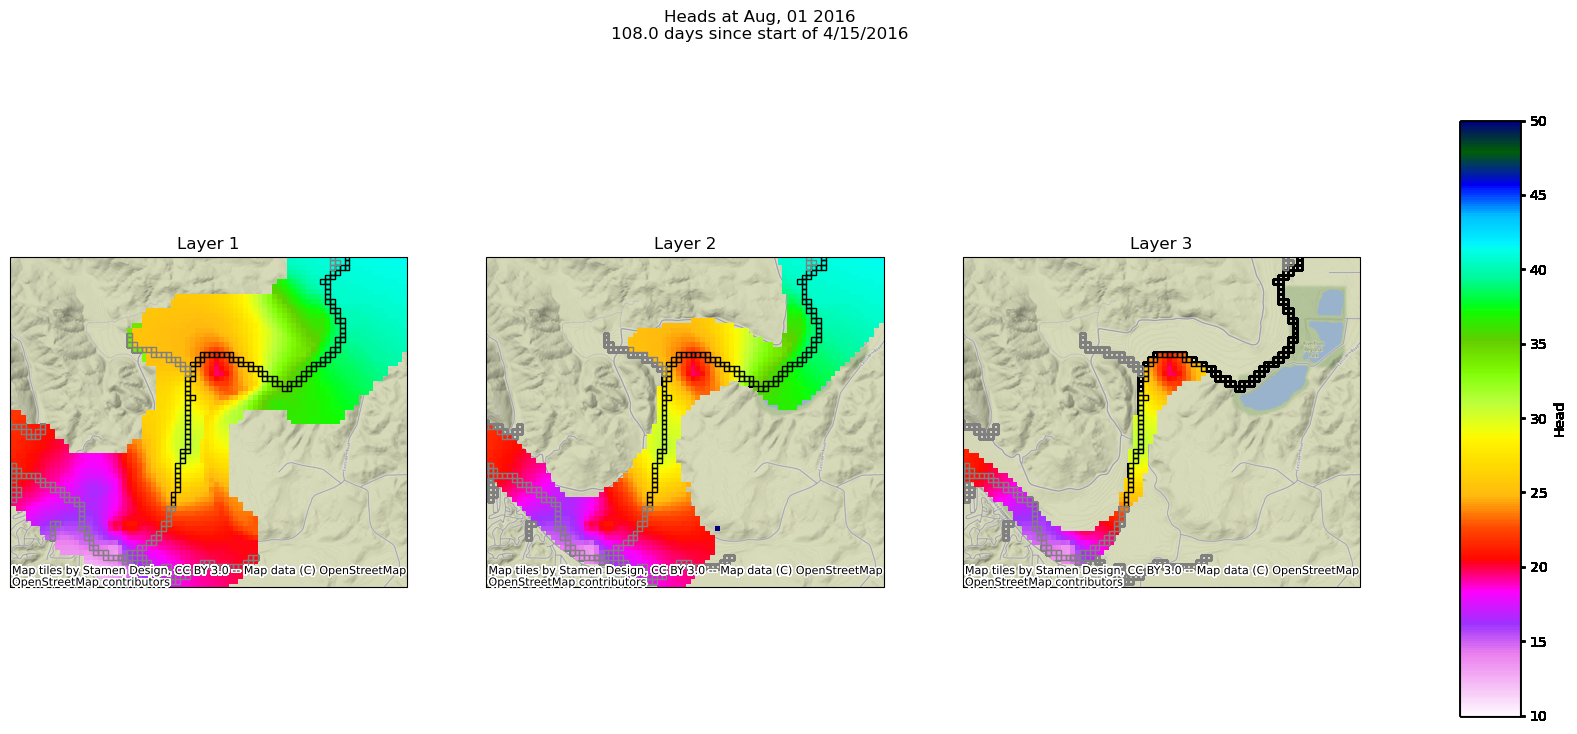 Heads at Aug, 01 2016
108.0 days since start of 4/15/2016
Layer 1
Layer 2
Layer 3
Map tiles by Stamen Design, CC BY 3.0 -- Map data (C) OpenStreetMap
OpenStreetMap contributors
Map tiles by Stamen Design, CC BY 3.0 -- Map data (C) OpenStreetMap
OpenStreetMap contributors
Map tiles by Stamen Design, CC BY 3.0 -- Map data (C) OpenStreetMap
OpenStreetMap contributors
50
45
40
35
30
25
20
15
10
Head